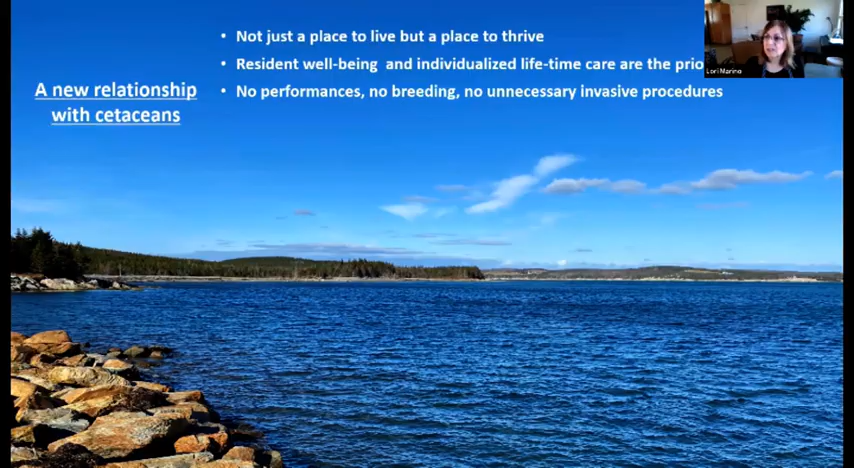 A new relationship
with cetaceans
• Not just a place to live but a place to thrive
• Resident well-being and individualized life-time care are the prio
• No performances, no breeding, no unnecessary invasive procedures
Lori Marino